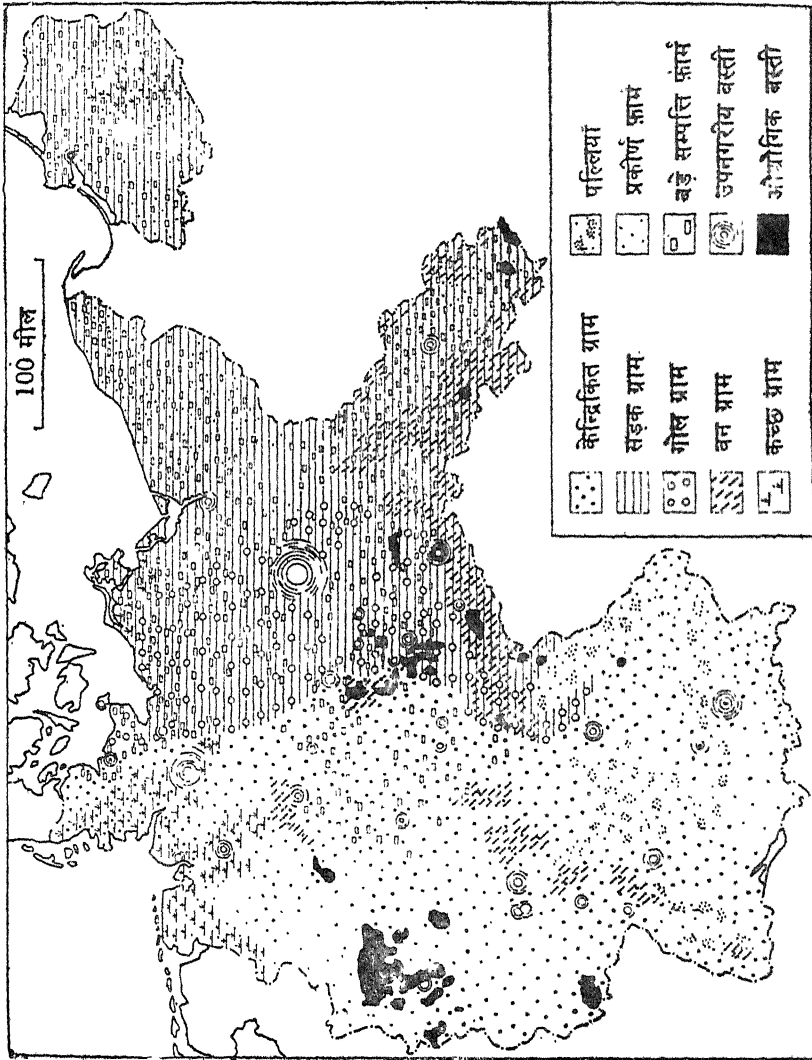 100 मील
केन्द्रिकित ग्राम
सड़क ग्राम
गोल ग्राम
वन ग्राम
कच्छ ग्राम
पल्लियाँ
प्रकीर्ण फ़ार्म
बड़े सम्पत्ति फ़ार्म
उपनगरीय बस्ती
औद्योगिक बस्ती